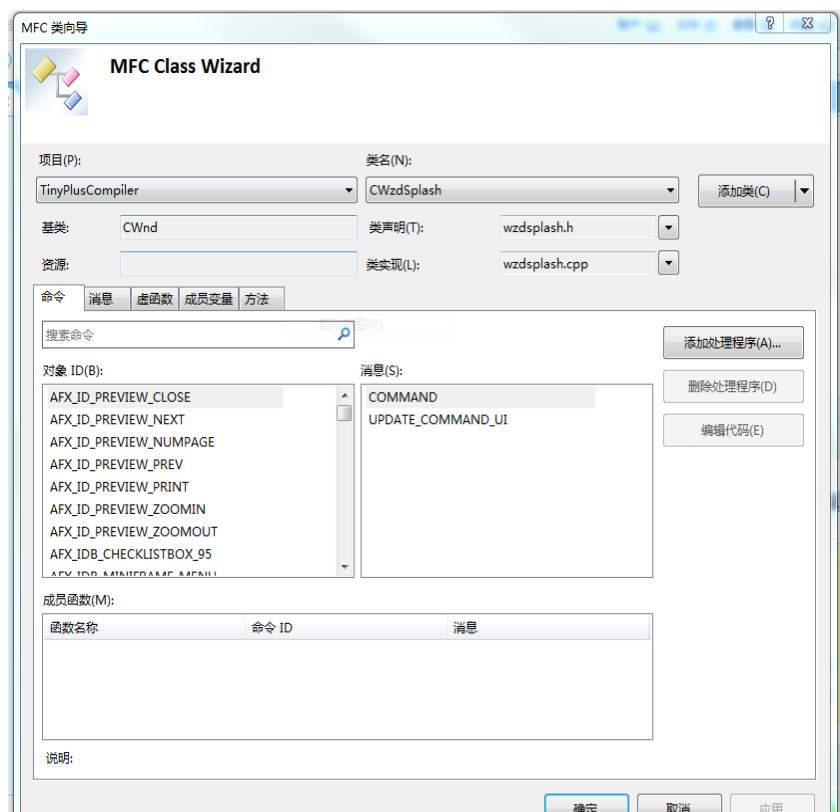 MFC 类向导
MFC Class Wizard
项目(P):
类名(N):
TinyPlusCompiler
CWzdSplash
添加类(C)
基类:
CWnd
类声明(T):
wzdsplash.h
资源:
类实现(L):
wzdsplash.cpp
命令 消息 虚函数 成员变量 方法
搜索命令
添加处理程序(A)...
对象 ID(B):
消息(S):
删除处理程序(D)
AFX_ID_PREVIEW_CLOSE
COMMAND
AFX_ID_PREVIEW_NEXT
UPDATE_COMMAND_UI
编辑代码(E)
AFX_ID_PREVIEW_NUMPAGE
AFX_ID_PREVIEW_PREV
AFX_ID_PREVIEW_PRINT
AFX_ID_PREVIEW_ZOOMIN
AFX_ID_PREVIEW_ZOOMOUT
AFX_IDB_CHECKLISTBOX_95
AFX_IDB_MINIFRAME_MENU
成员函数(M):
函数名称 命令 ID 消息
说明:
确定 取消 应用